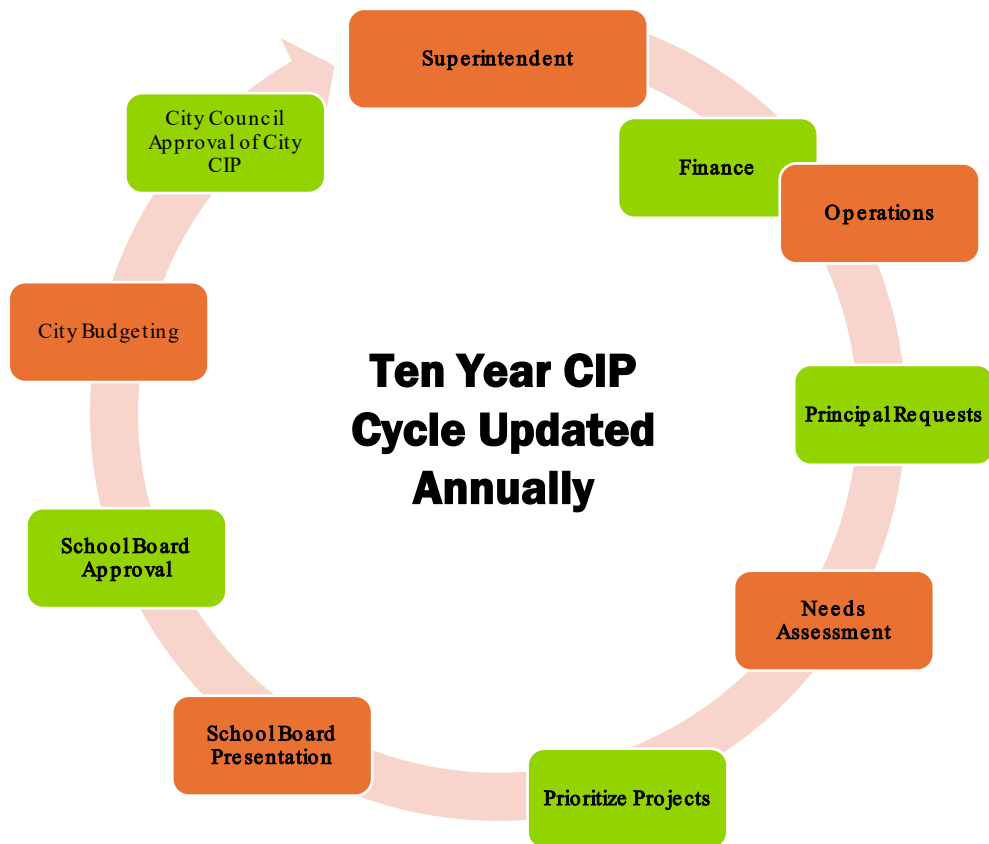 Superintendent
Finance
Operations
Principal Requests
Needs
Assessment
Prioritize Projects
School Board
Presentation
School Board
Approval
City Budgeting
City Council
Approval of City
CIP
Ten Year CIP
Cycle Updated
Annually